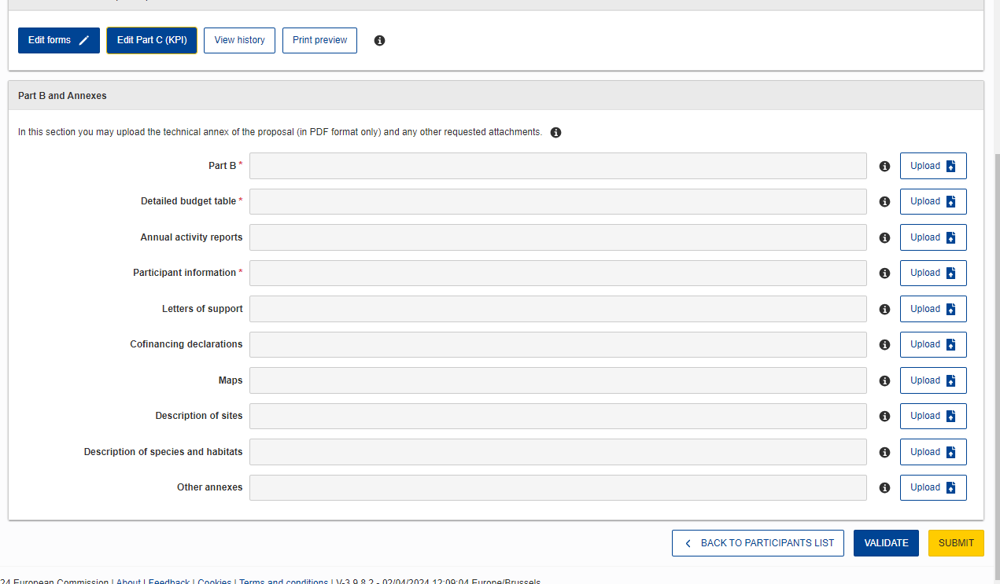 Edit forms
Edit Part C (KPI)
View history
Print preview
Part B and Annexes
In this section you may upload the technical annex of the proposal (in PDF format only) and any other requested attachments.
Part B *
Upload
Detailed budget table *
Upload
Annual activity reports
Upload
Participant information *
Upload
Letters of support
Upload
Cofinancing declarations
Upload
Maps
Upload
Description of sites
Upload
Description of species and habitats
Upload
Other annexes
Upload
BACK TO PARTICIPANTS LIST
VALIDATE
SUBMIT
24 European Commission | About | Feedback | Cookies | Terms and conditions | V-3.9.8.2 - 02/04/2024 12:09:04 Europe/Brussels